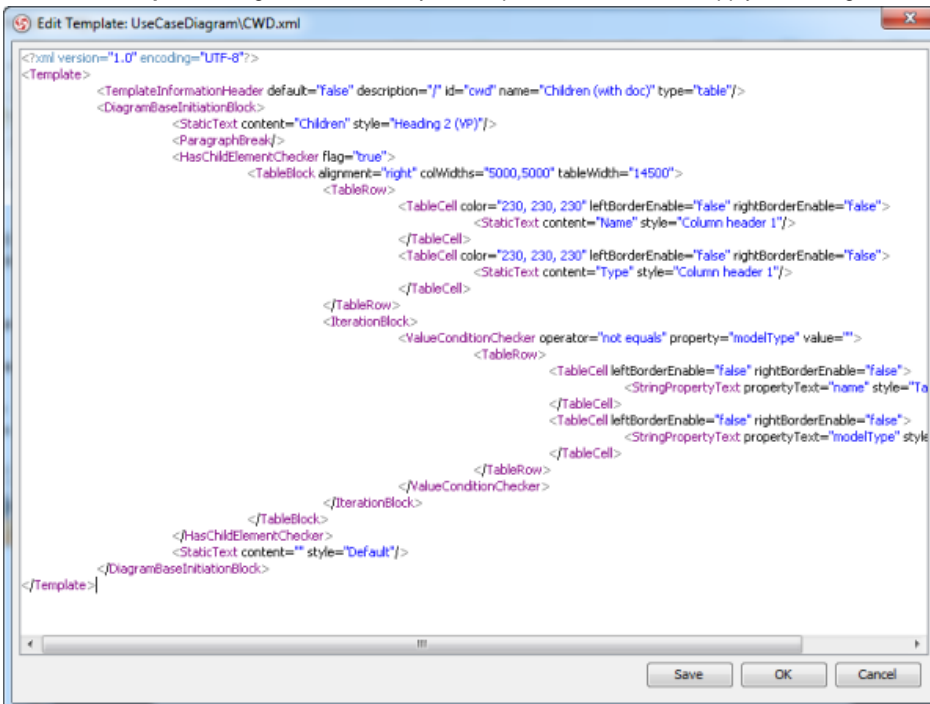 Edit Template: UseCaseDiagram\CWD.xml
<?xml version="1.0" encoding="UTF-8"?>
<Template>
<TemplateInformationHeader default="false" description="/" id="cwd" name="Children (with doc)" type="table"/>
<DiagramBaseInitiationBlock>
<StaticText content="Children" style="Heading 2 (VP)"/>
<ParagraphBreak/>
<HasChildElementChecker flag="true">
<TableBlock alignment="right" colWidths="5000,5000" tableWidth="14500">
<TableRow>
<TableCell color="230, 230, 230" leftBorderEnable="false" rightBorderEnable="false">
<StaticText content="Name" style="Column header 1"/>
</TableCell>
<TableCell color="230, 230, 230" leftBorderEnable="false" rightBorderEnable="false">
<StaticText content="Type" style="Column header 1"/>
</TableCell>
</TableRow>
<IterationBlock>
<ValueConditionChecker operator="not equals" property="modelType" value="">
<TableRow>
<TableCell leftBorderEnable="false" rightBorderEnable="false">
<StringPropertyText propertyText="name" style="Ta
</TableCell>
<TableCell leftBorderEnable="false" rightBorderEnable="false">
<StringPropertyText propertyText="modelType" style
</TableCell>
</TableRow>
</ValueConditionChecker>
</IterationBlock>
</TableBlock>
</HasChildElementChecker>
<StaticText content="" style="Default"/>
</DiagramBaseInitiationBlock>
</Template>
Save OK Cancel